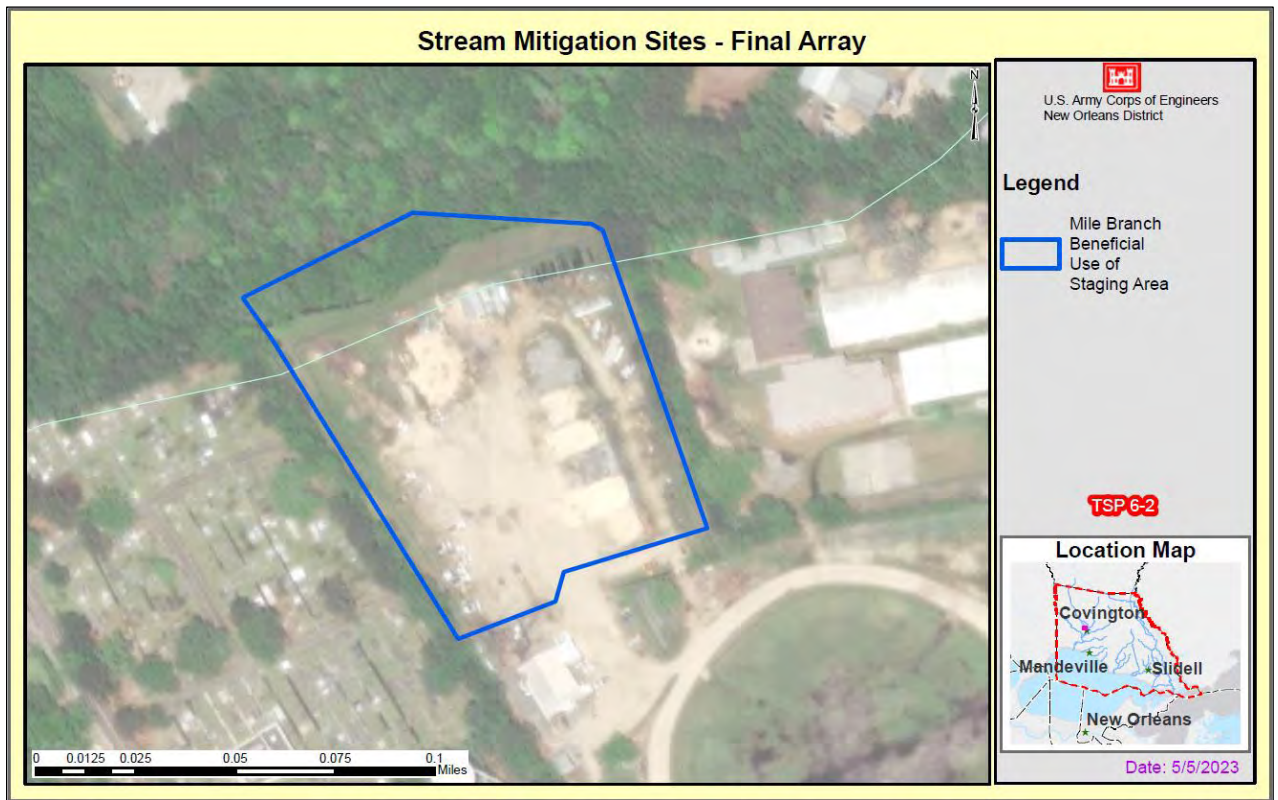 Stream Mitigation Sites - Final Array
N
U.S. Army Corps of Engineers
New Orleans District
Legend
Mile Branch
Beneficial
Use of
Staging Area
TSP 6-2
Location Map
Covington
Mandeville
Slidell
New Orleans
0 0.0125 0.025 0.05 0.075 0.1
Miles
Date: 5/5/2023